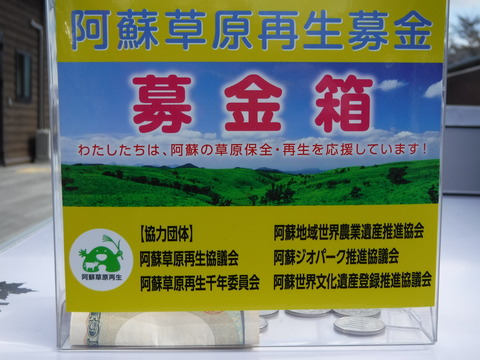 阿蘇草原再生募金
募金箱
わたしたちは、阿蘇の草原保全・再生を応援しています!
【協力団体】
阿蘇草原再生協議会
阿蘇草原再生千年委員会
阿蘇地域世界農業遺産推進協会
阿蘇ジオパーク推進協議会
阿蘇世界文化遺産登録推進協議会
阿蘇草原再生